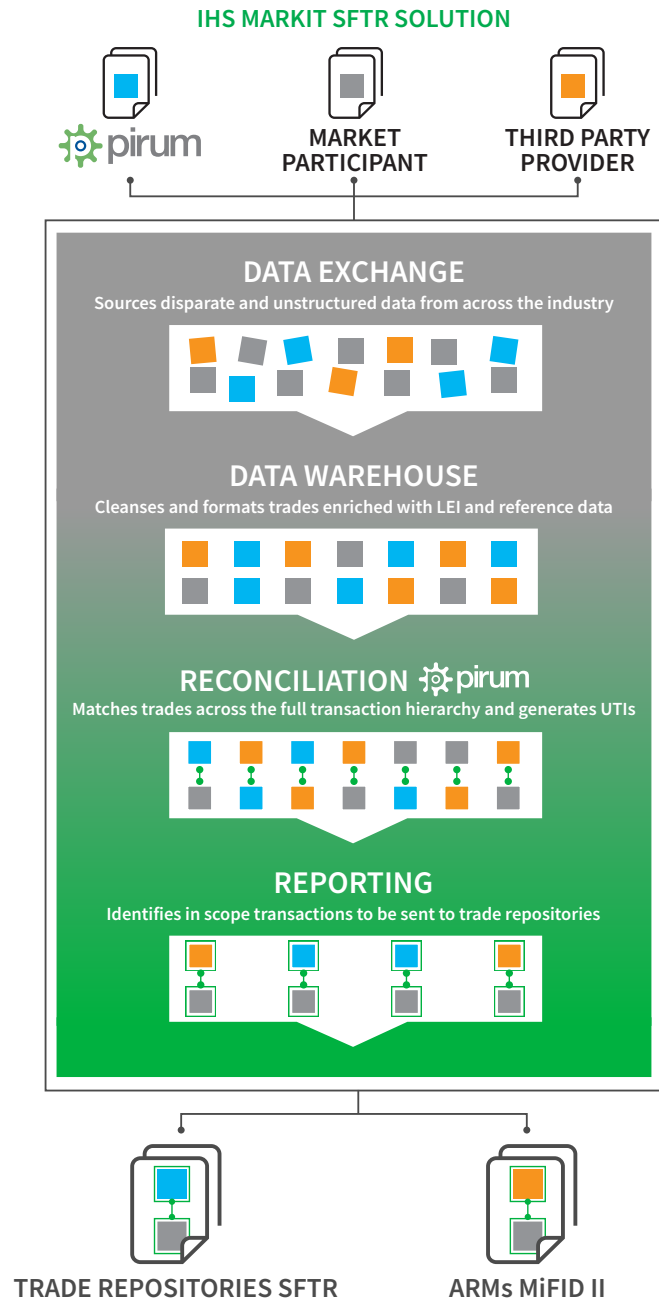 IHS MARKIT SFTR SOLUTION
pirum
MARKET
PARTICIPANT
THIRD PARTY
PROVIDER
DATA EXCHANGE
Sources disparate and unstructured data from across the industry
DATA WAREHOUSE
Cleanses and formats trades enriched with LEI and reference data
RECONCILIATION pirum
Matches trades across the full transaction hierarchy and generates UTIs
REPORTING
Identifies in scope transactions to be sent to trade repositories
TRADE REPOSITORIES SFTR
ARMs MiFID II